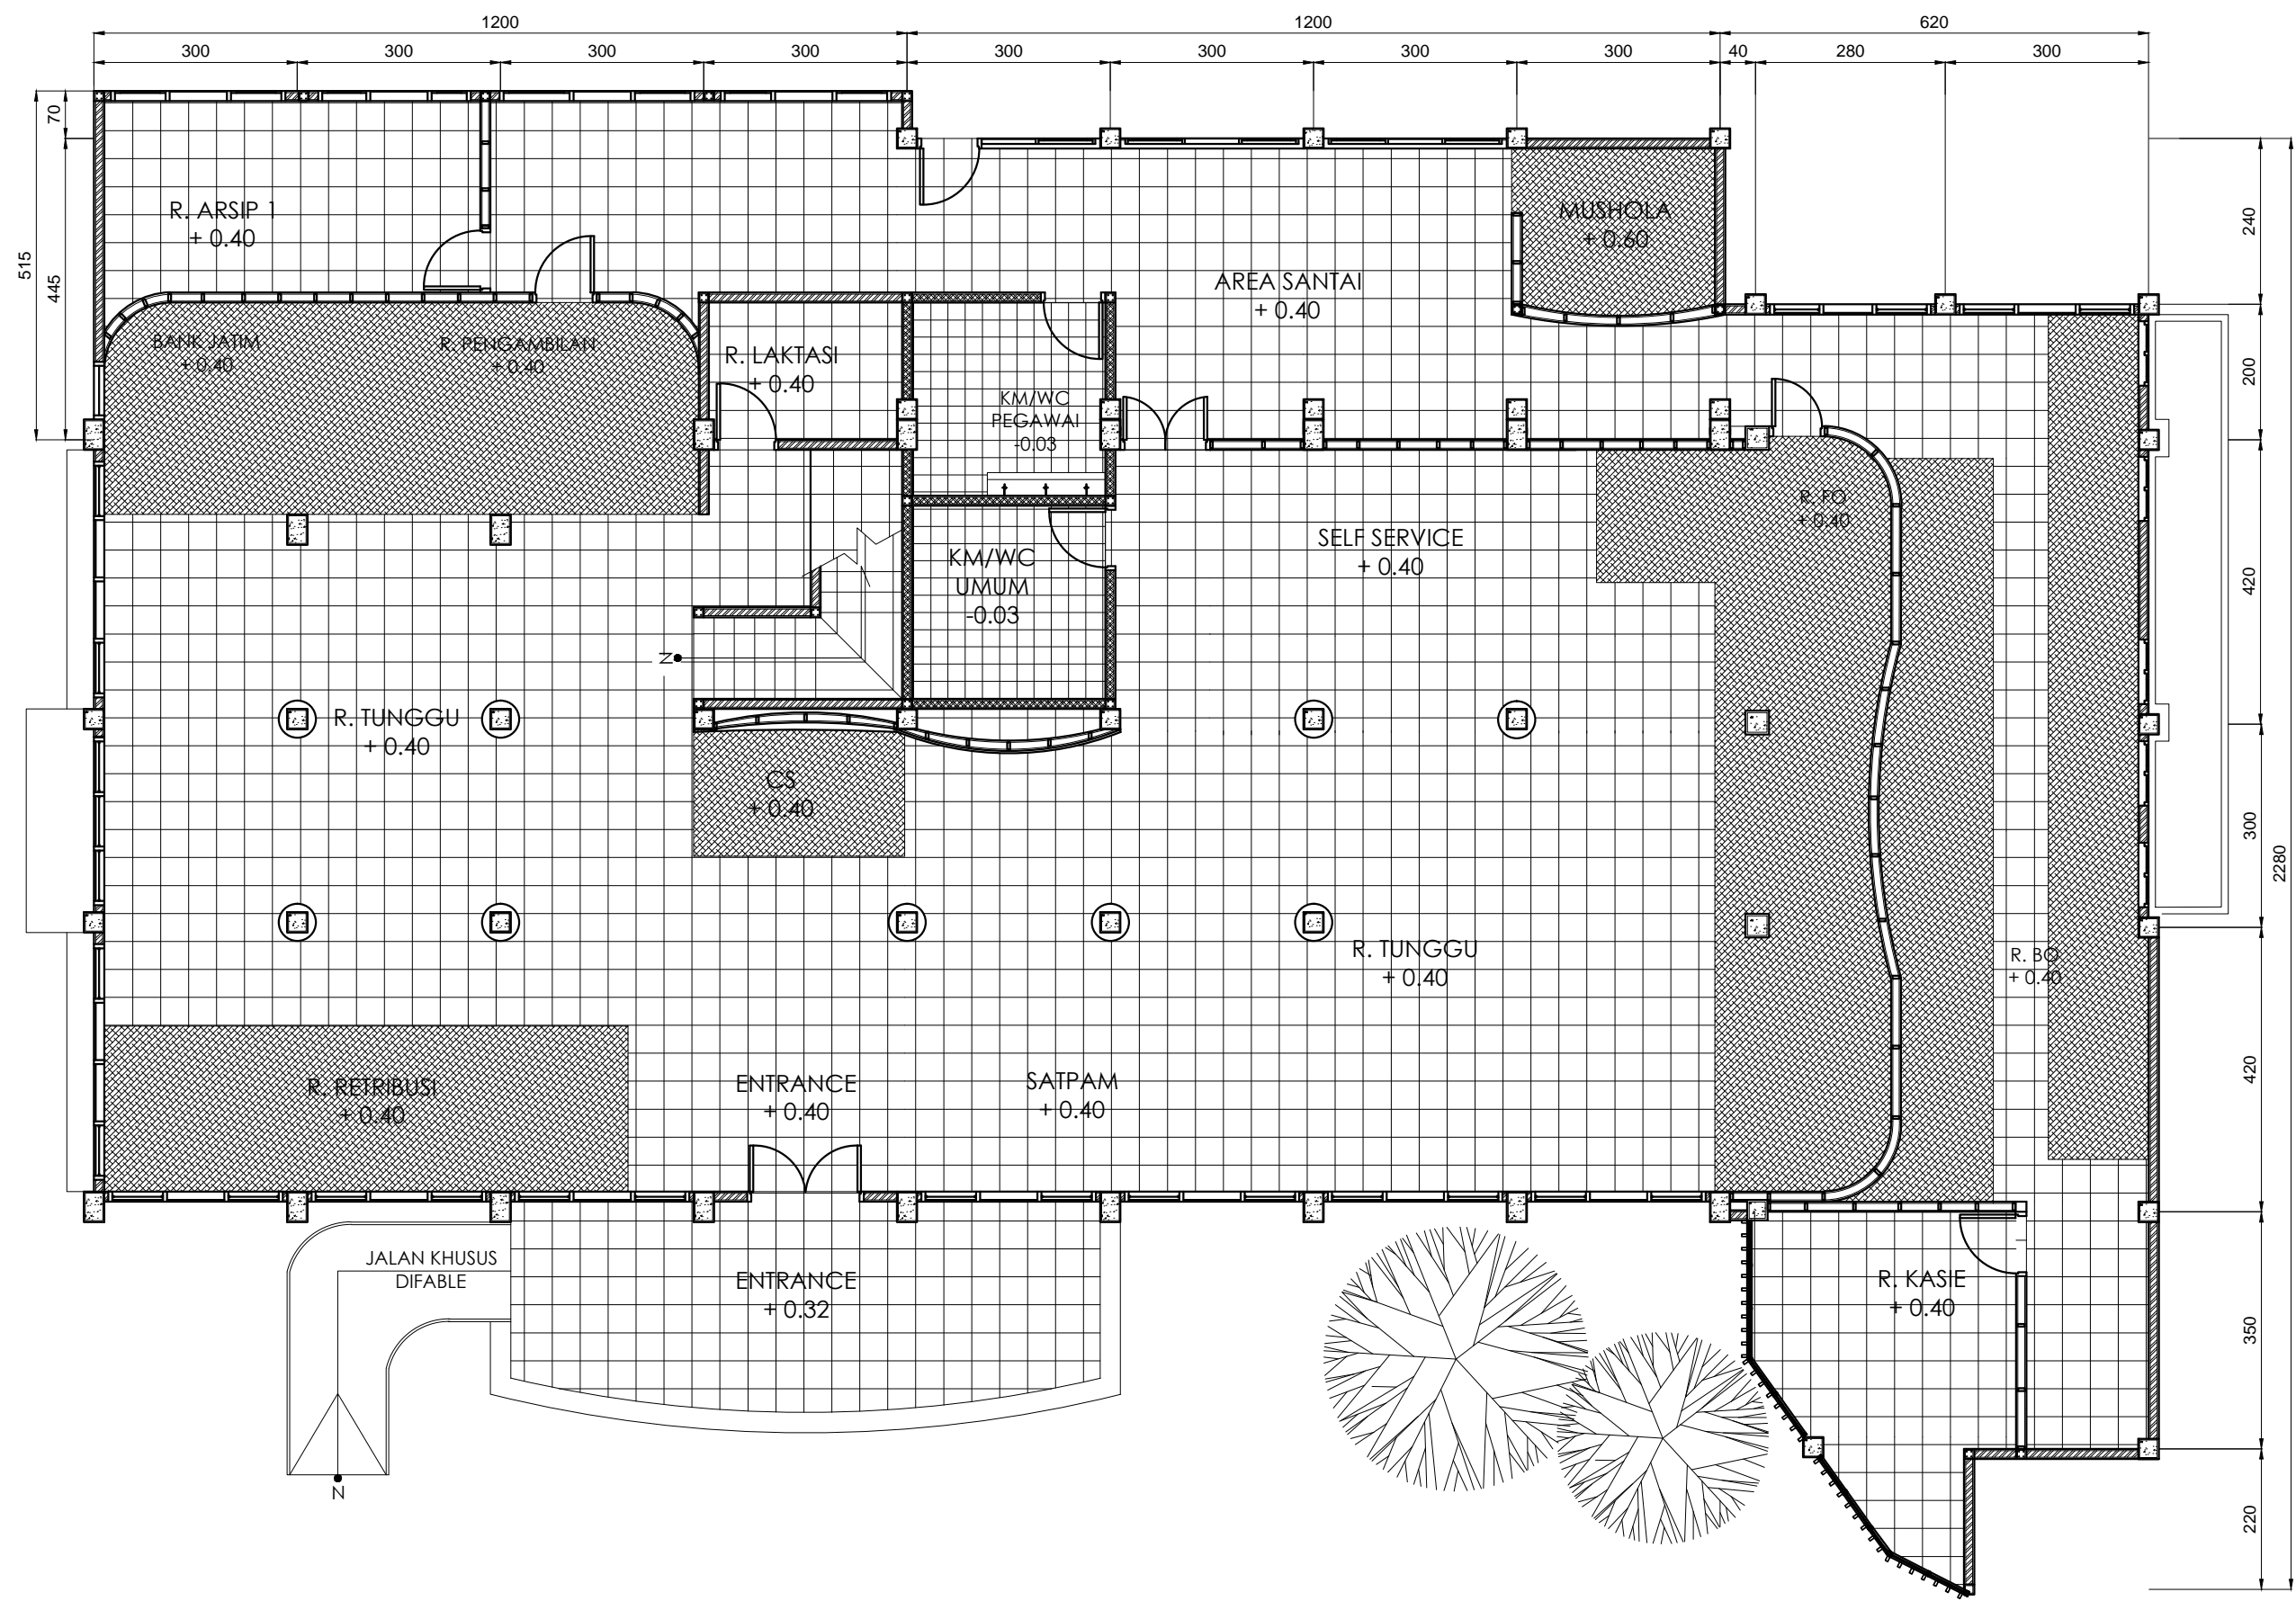 1200
1200
620
300
300
300
300
300
300
300
300
40
280
300
70
515
445
240
200
420
300
2280
420
350
220
R. ARSIP 1
+ 0.40
MUSHOLA
+ 0.60
AREA SANTAI
+ 0.40
BANK JATIM
+ 0.40
R. PENGAMBILAN
+ 0.40
R. LAKTASI
+ 0.40
KM/WC
PEGAWAI
-0.03
R. FO
+ 0.40
SELF SERVICE
+ 0.40
KM/WC
UMUM
-0.03
N
R. TUNGGU
+ 0.40
CS
+ 0.40
R. TUNGGU
+ 0.40
R. BO
+ 0.40
R. RETRIBUSI
+ 0.40
ENTRANCE
+ 0.40
SATPAM
+ 0.40
JALAN KHUSUS
DIFABLE
ENTRANCE
+ 0.32
R. KASIE
+ 0.40
N